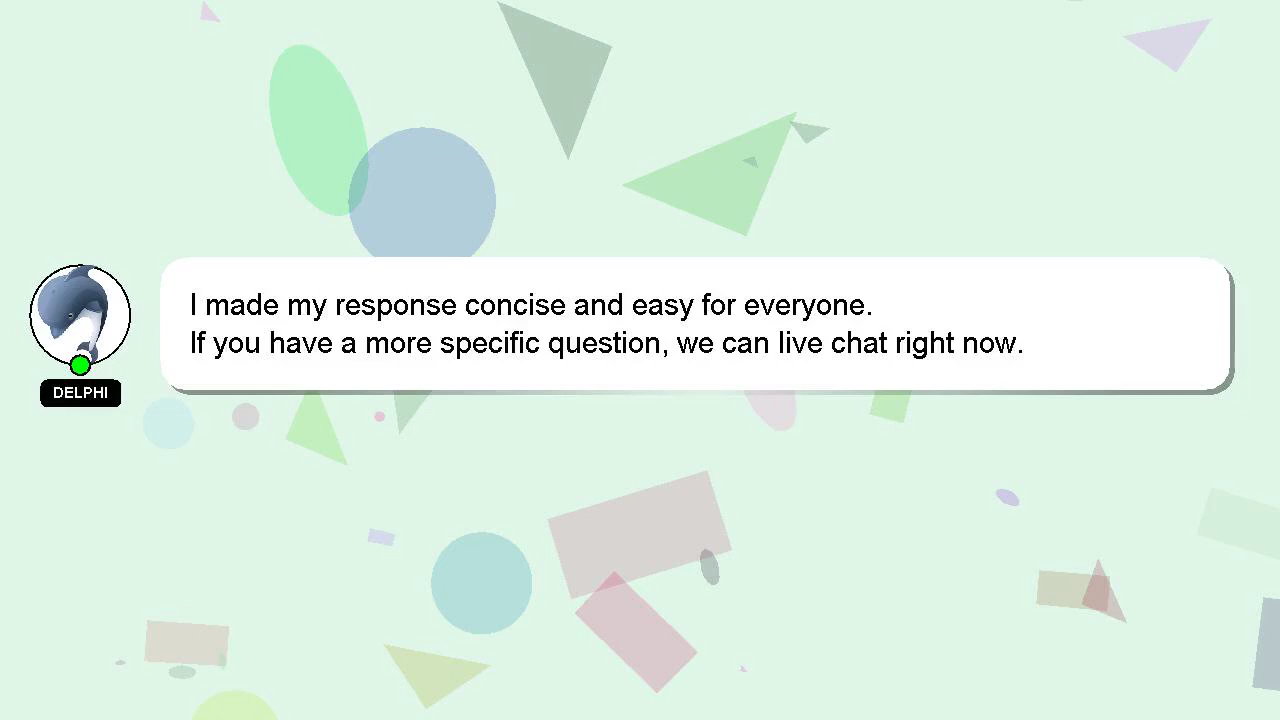 I made my response concise and easy for everyone.
If you have a more specific question, we can live chat right now.
DELPHI